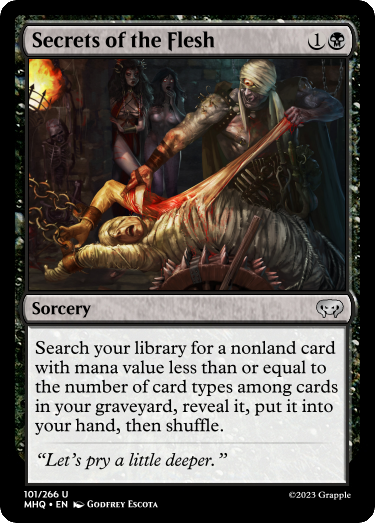 Secrets of the Flesh 1
Sorcery
Search your library for a nonland card
with mana value less than or equal to
the number of card types among cards
in your graveyard, reveal it, put it into
your hand, then shuffle.
“Let’s pry a little deeper.”
101/266 U
MHQ • EN Godfrey Escota
©2023 Grapple